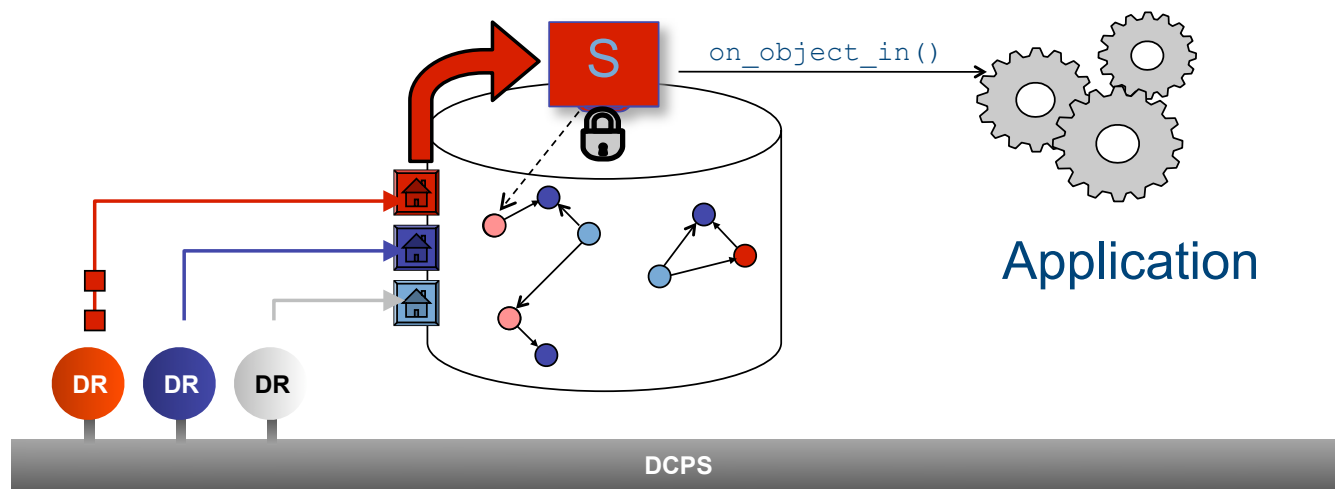 S
on_object_in()
Application
DR
DR
DR
DCPS